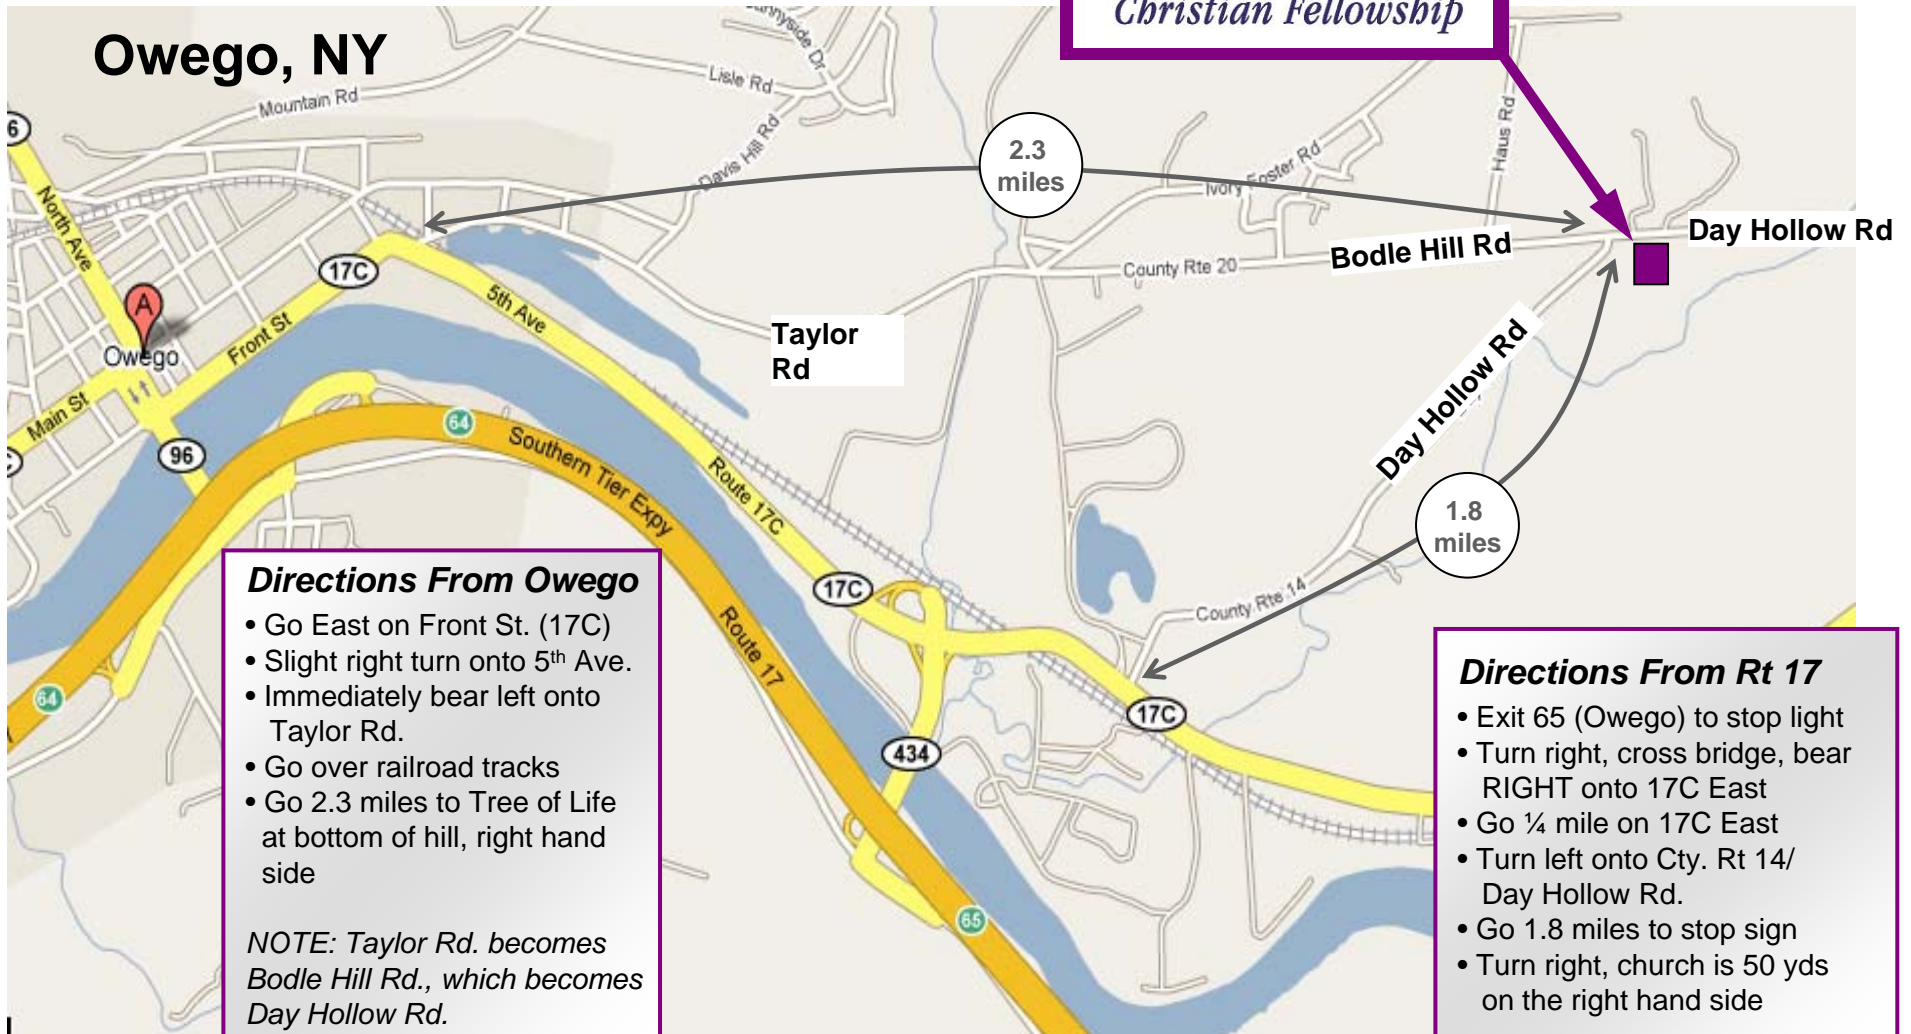 Christian Fellowship
Owego, NY
Sunnyside Dr
Lisle Rd
Mountain Rd
Davis Hill Rd
Haus Rd
Ivory Foster Rd
2.3
miles
6
North Ave
17C
Day Hollow Rd
Bodle Hill Rd
County Rte 20
5th Ave
A
Owego
Front St
Taylor
Rd
Main St
96
64
Southern Tier Expy
Day Hollow Rd
Route 17C
1.8
miles
17C
County Rte 14
Route 17
64
17C
434
65
Directions From Owego
• Go East on Front St. (17C)
• Slight right turn onto 5th Ave.
• Immediately bear left onto
Taylor Rd.
• Go over railroad tracks
• Go 2.3 miles to Tree of Life
at bottom of hill, right hand
side
NOTE: Taylor Rd. becomes
Bodle Hill Rd., which becomes
Day Hollow Rd.
Directions From Rt 17
• Exit 65 (Owego) to stop light
• Turn right, cross bridge, bear
RIGHT onto 17C East
• Go ¼ mile on 17C East
• Turn left onto Cty. Rt 14/
Day Hollow Rd.
• Go 1.8 miles to stop sign
• Turn right, church is 50 yds
on the right hand side